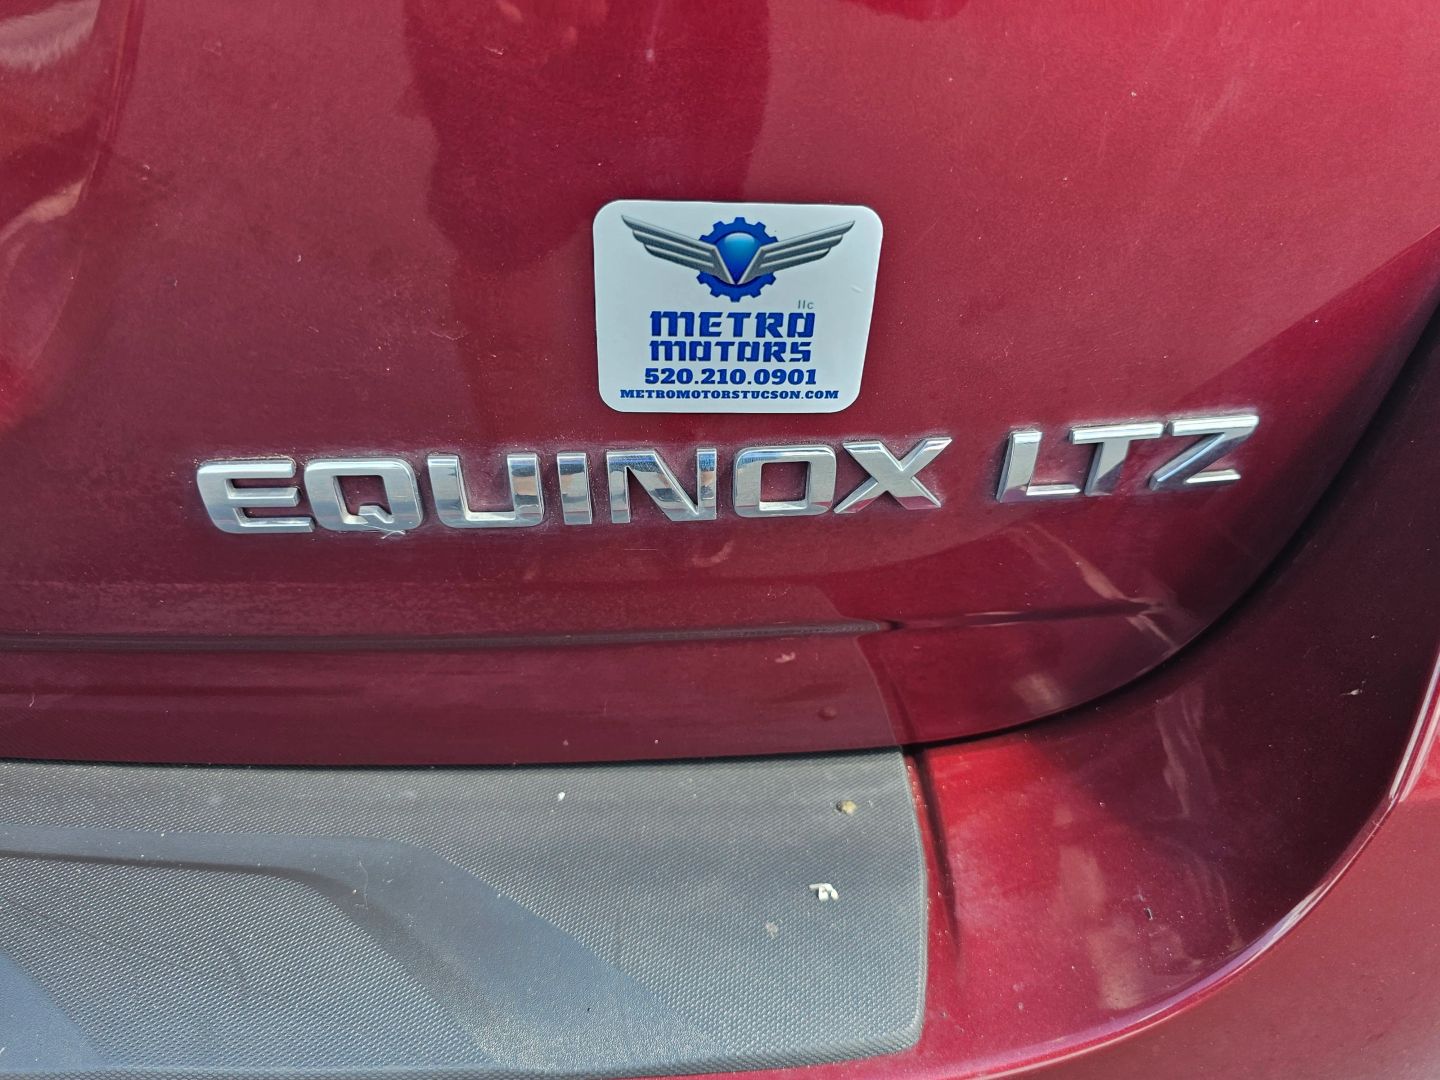 llc
METRO
MOTORS
520.210.0901
METROMOTORSTUCSON.COM
EQUINOX LTZ